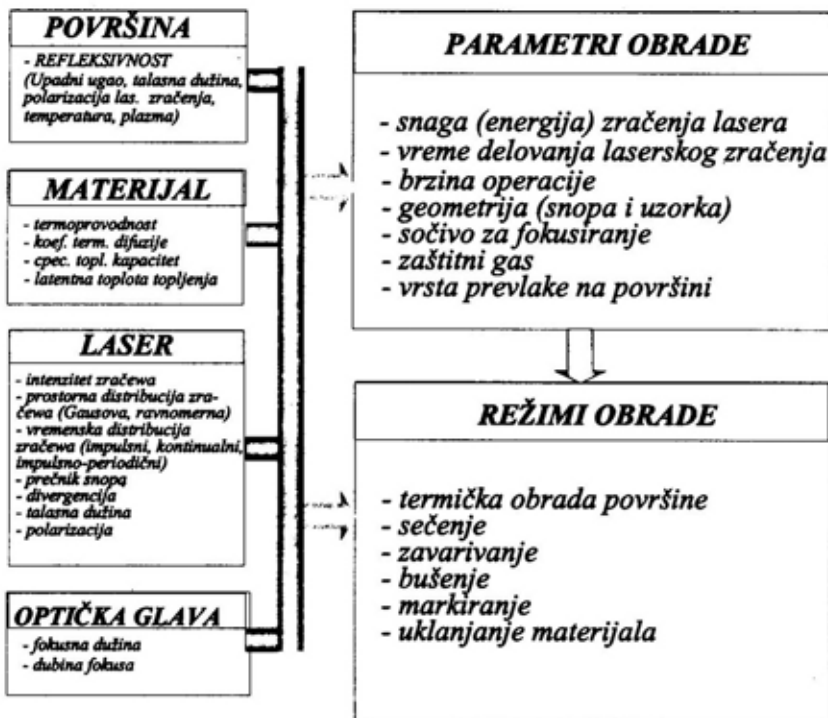 POVRŠINA
- REFLEKSIVNOST
(Upadni ugao, talasna dužina,
polarizacija las. zračenja,
temperatura, plazma)
MATERIJAL
- termoprovodnost
- koef. term. difuzije
- cpec. topl. kapacitet
- latentna toplota topljenja
LASER
- intenzitet zračewa
- prostorna distribucija zra-
čewa (Gausova, ravnomerna)
- vremenska distribucija
zračewa (impulsni, kontinualni,
impulsno-periodični)
- prečnik snopa
- divergencija
- talasna dužina
- polarizacija
OPTIČKA GLAVA
- fokusna dužina
- dubina fokusa
PARAMETRI OBRADE
- snaga (energija) zračenja lasera
- vreme delovanja laserskog zračenja
- brzina operacije
- geometrija (snopa i uzorka)
- sočivo za fokusiranje
- zaštitni gas
- vrsta prevlake na površini
REŽIMI OBRADE
- termička obrada površine
- sečenje
- zavarivanje
- bušenje
- markiranje
- uklanjanje materijala